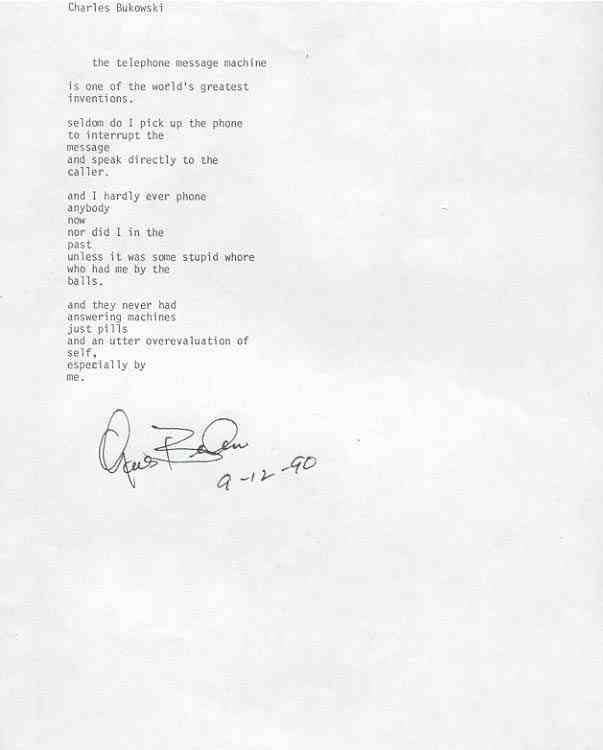 Charles Bukowski
the telephone message machine
is one of the world's greatest
inventions.
seldom do I pick up the phone
to interrupt the
message
and speak directly to the
caller.
and I hardly ever phone
anybody
now
nor did I in the
past
unless it was some stupid whore
who had me by the
balls.
and they never had
answering machines
just pills
and an utter overevaluation of
self,
especially by
me.
9-12-90